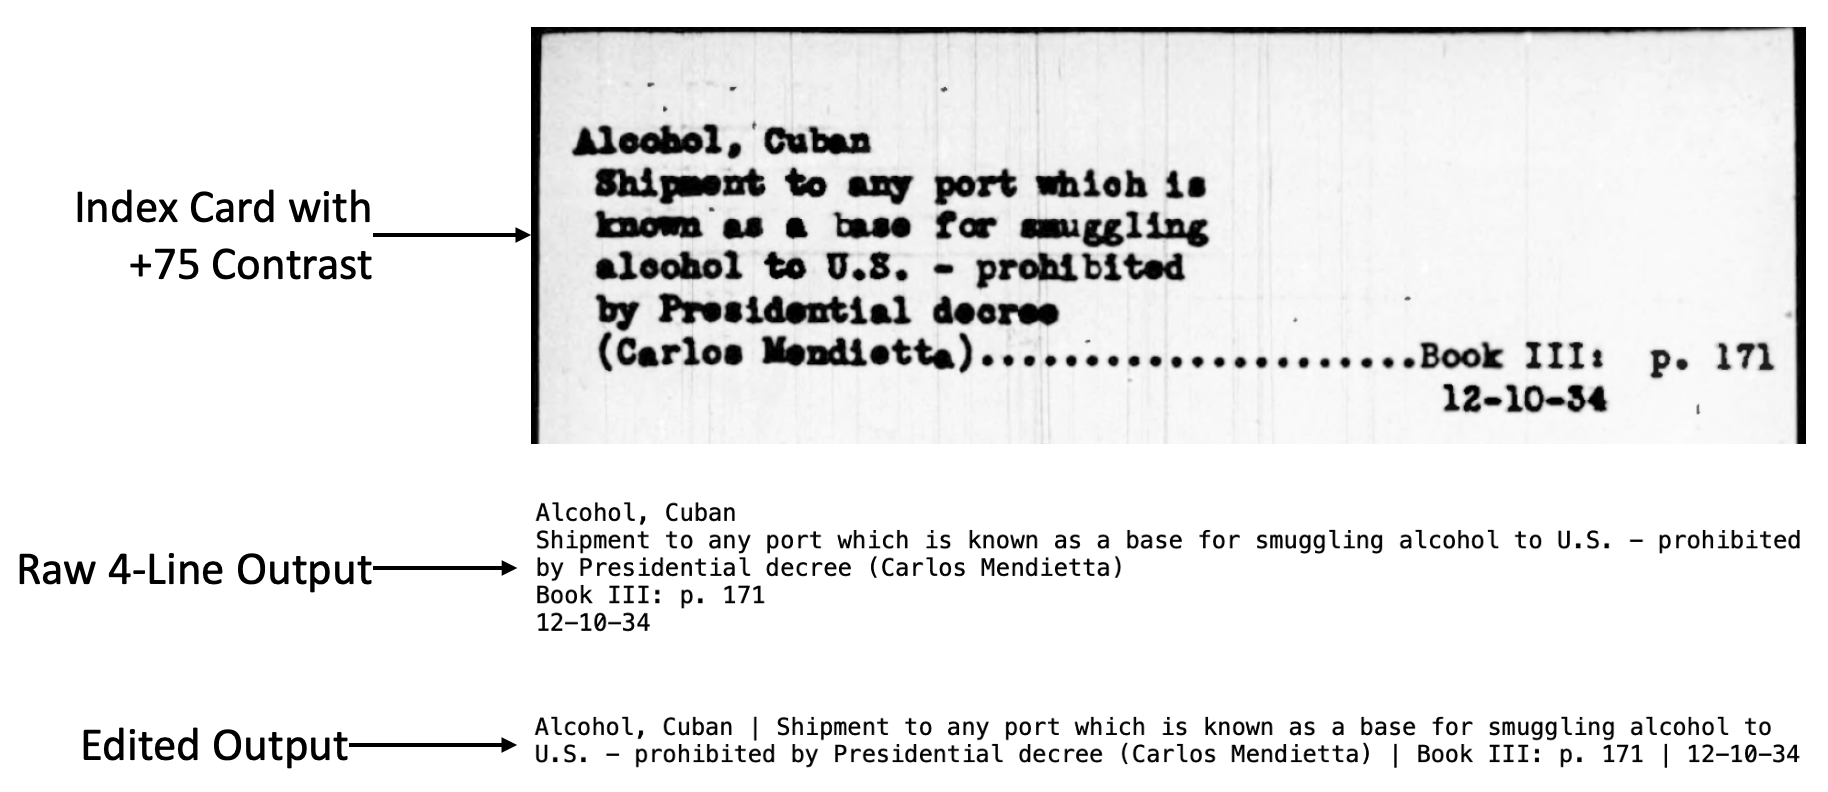 Index Card with
+75 Contrast
Alcohol, Cuban
Shipment to any port which is
known as a base for smuggling
alcohol to U.S. - prohibited
by Presidential decree
(Carlos Mendietta).....................Book III: p. 171
12-10-34
Raw 4-Line Output
Alcohol, Cuban
Shipment to any port which is known as a base for smuggling alcohol to U.S. – prohibited
by Presidential decree (Carlos Mendietta)
Book III: p. 171
12–10–34
Edited Output
Alcohol, Cuban | Shipment to any port which is known as a base for smuggling alcohol to
U.S. – prohibited by Presidential decree (Carlos Mendietta) | Book III: p. 171 | 12–10–34